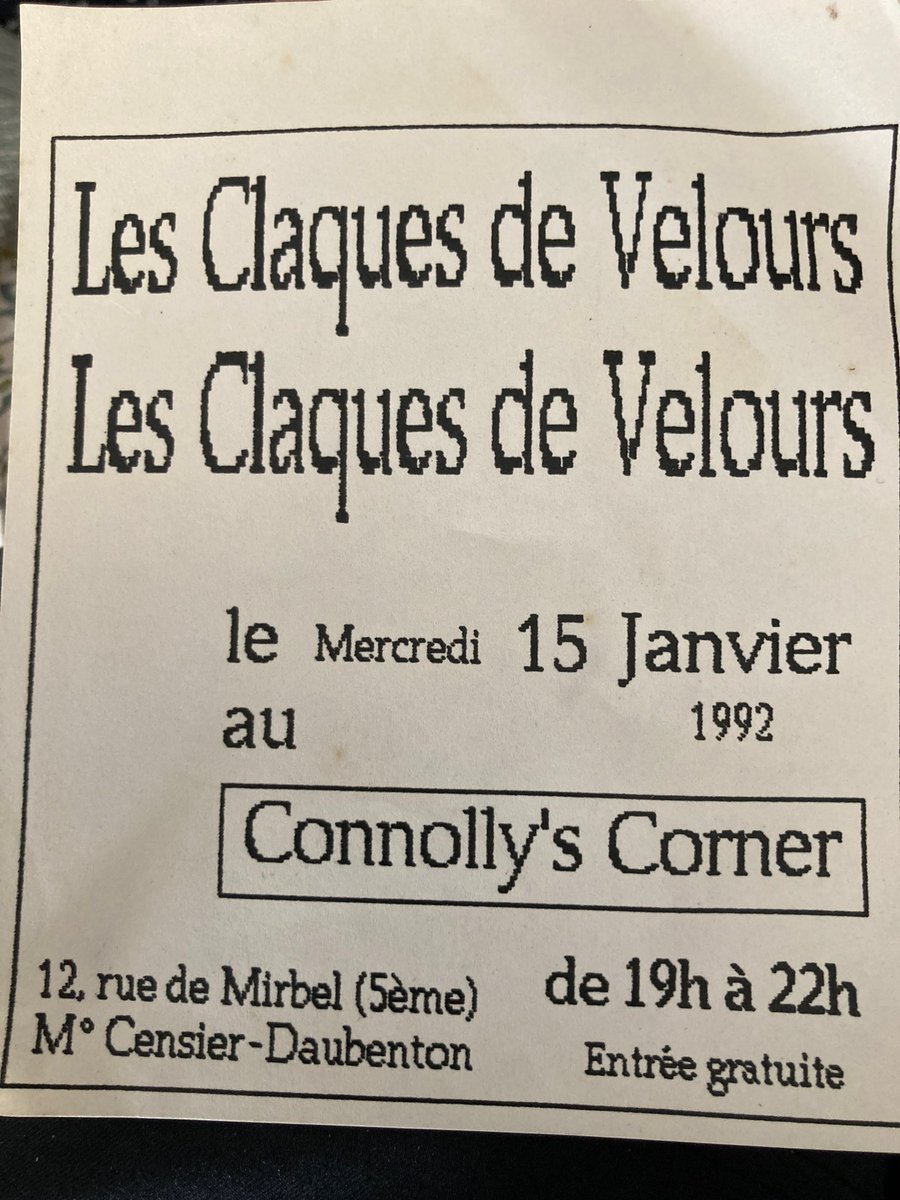 Les Claques de Velours
Les Claques de Velours
le Mercredi 15 Janvier
au 1992
Connolly's Corner
12, rue de Mirbel (5ème) de 19h à 22h
M° Censier-Daubenton Entrée gratuite